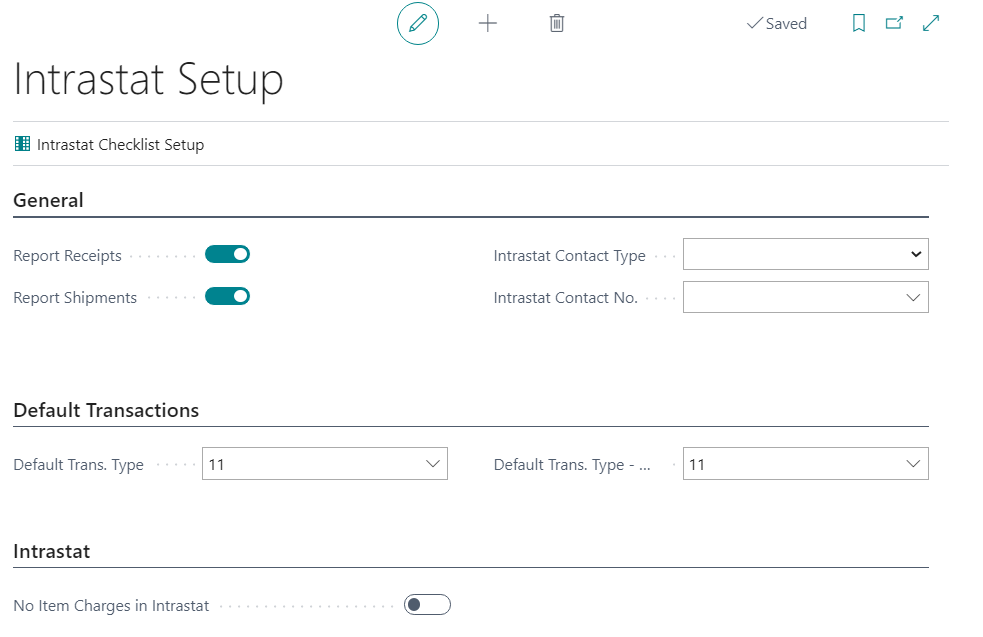 Saved
Intrastat Setup
Intrastat Checklist Setup
General
Report Receipts
Intrastat Contact Type
Report Shipments
Intrastat Contact No.
Default Transactions
Default Trans. Type 11
Default Trans. Type - ... 11
Intrastat
No Item Charges in Intrastat